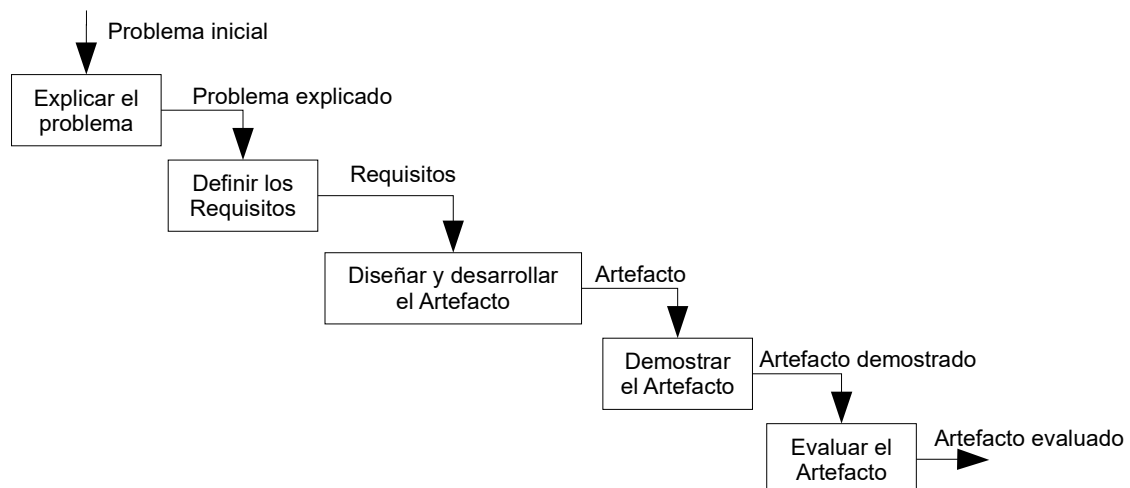 Problema inicial
Explicar el
problema
Problema explicado
Definir los
Requisitos
Requisitos
Diseñar y desarrollar
el Artefacto
Artefacto
Demostrar
el Artefacto
Artefacto demostrado
Evaluar el
Artefacto
Artefacto evaluado